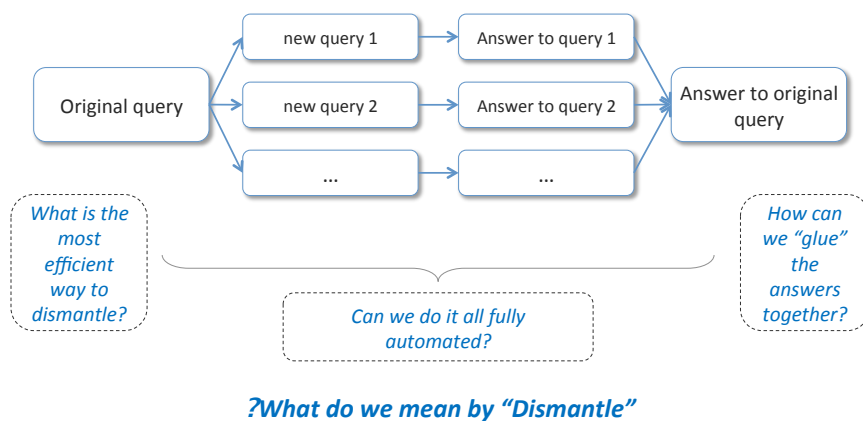 new query 1
Answer to query 1
Original query
new query 2
Answer to query 2
Answer to original
query
...
...
What is the
most
efficient
way to
dismantle?
How can
we “glue”
the
answers
together?
Can we do it all fully
automated?
?What do we mean by “Dismantle”